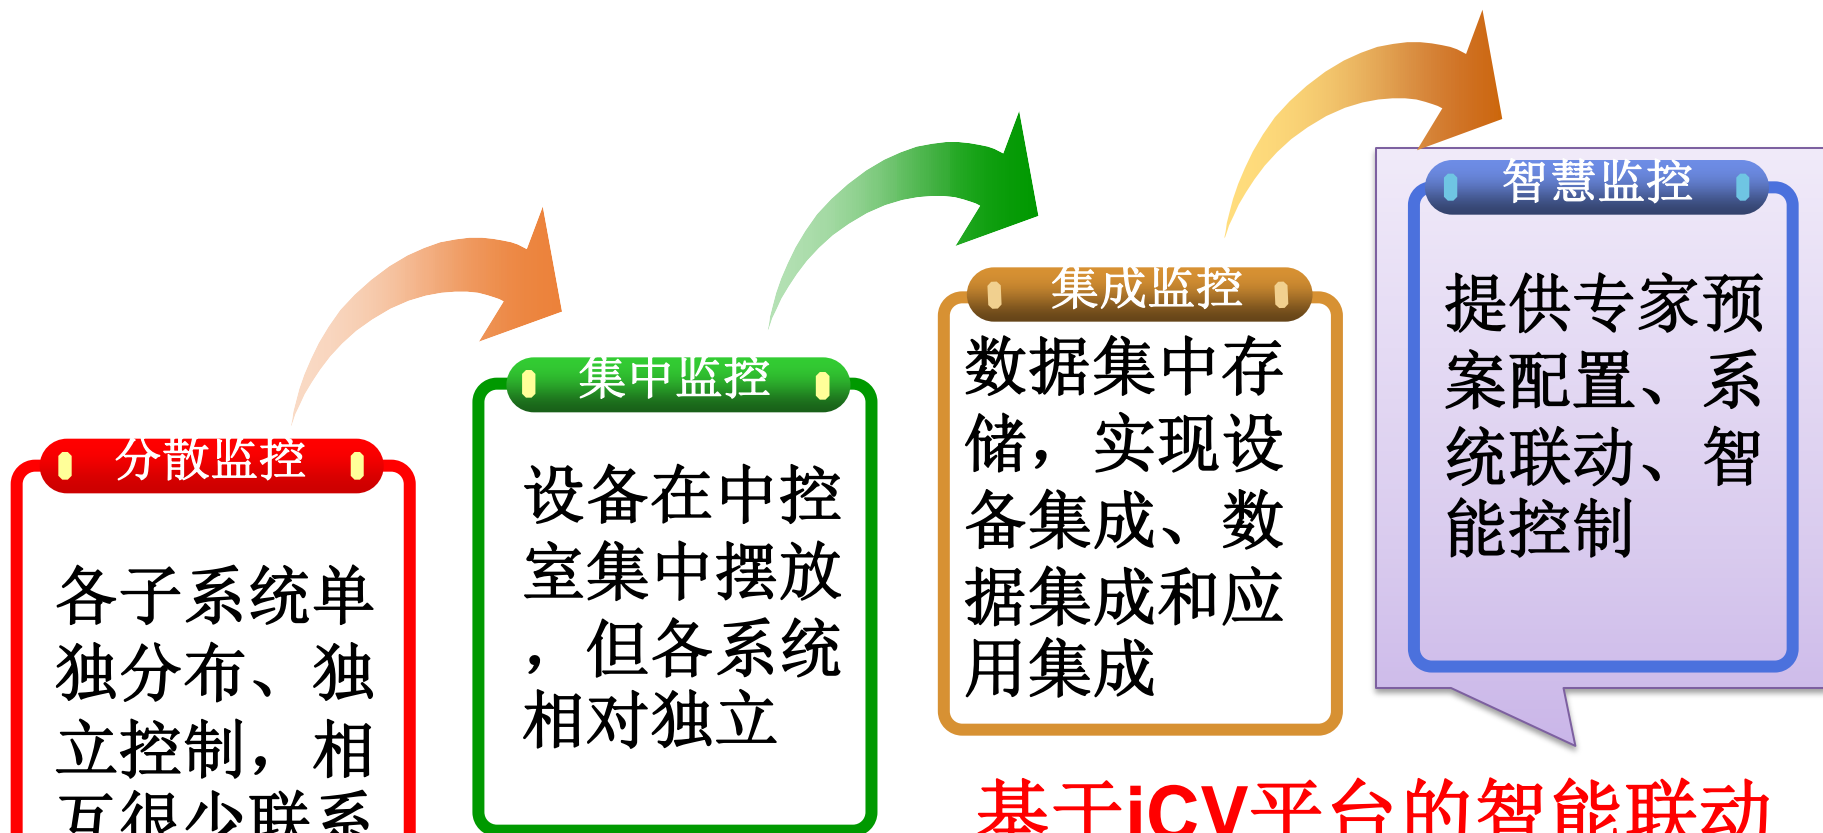 分散监控
各子系统单
独分布、独
立控制，相
互很少联系
集中监控
设备在中控
室集中摆放
，但各系统
相对独立
集成监控
数据集中存
储，实现设
备集成、数
据集成和应
用集成
智慧监控
提供专家预
案配置、系
统联动、智
能控制
基于iCV平台的智能联动